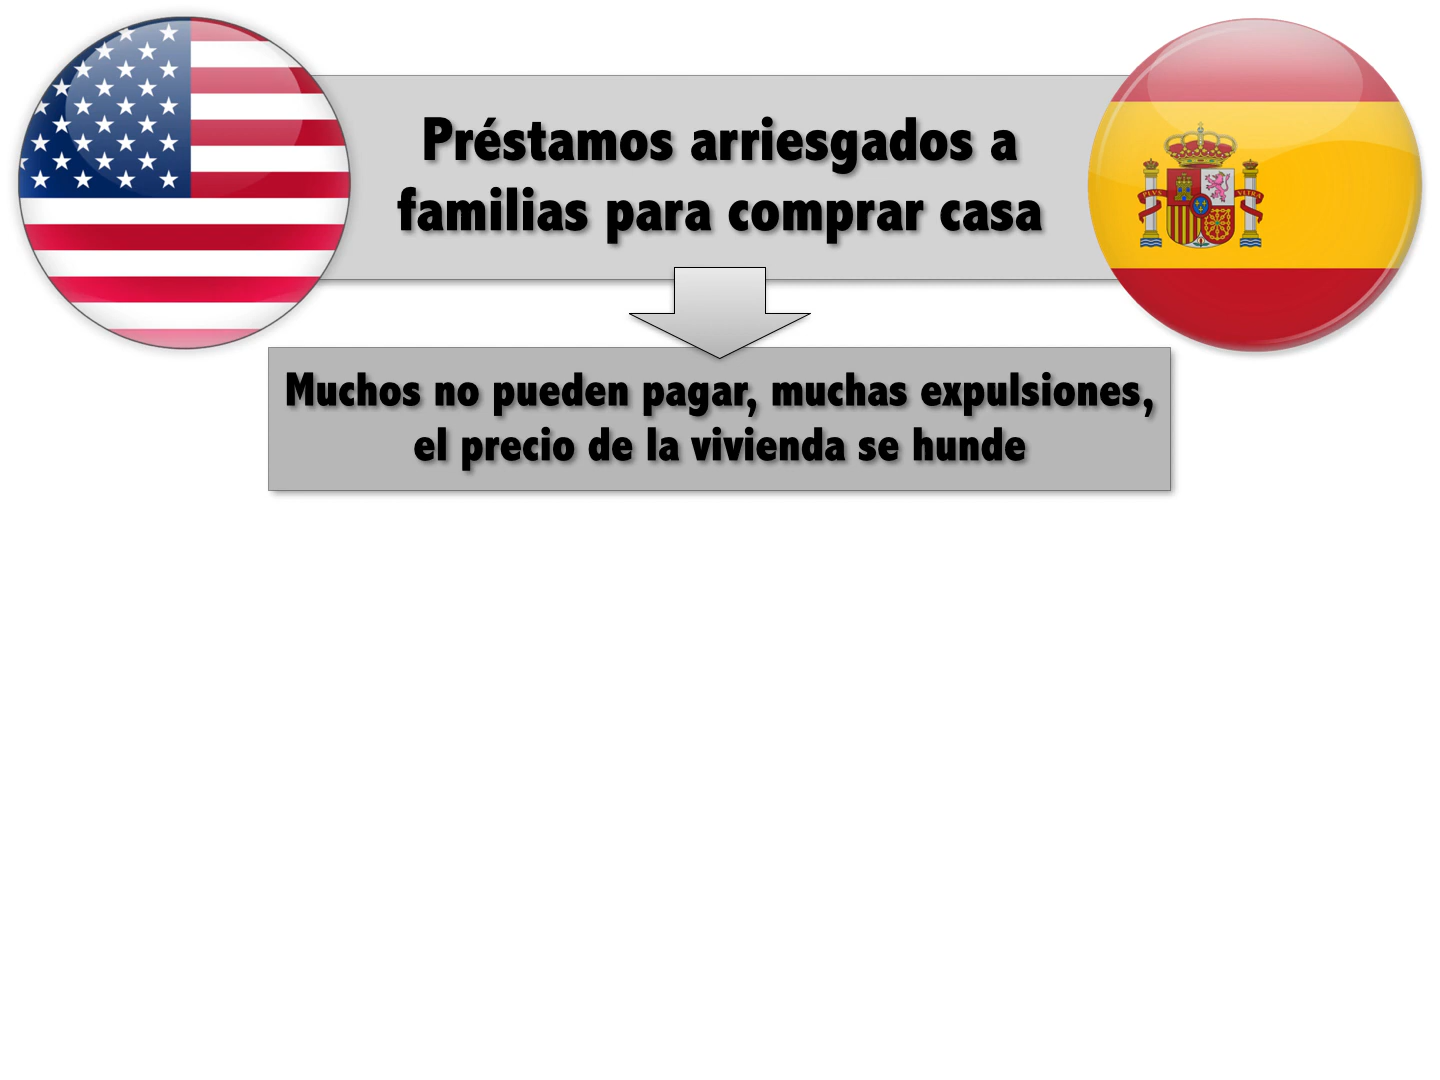 Préstamos arriesgados a
familias para comprar casa
Muchos no pueden pagar, muchas expulsiones,
el precio de la vivienda se hunde